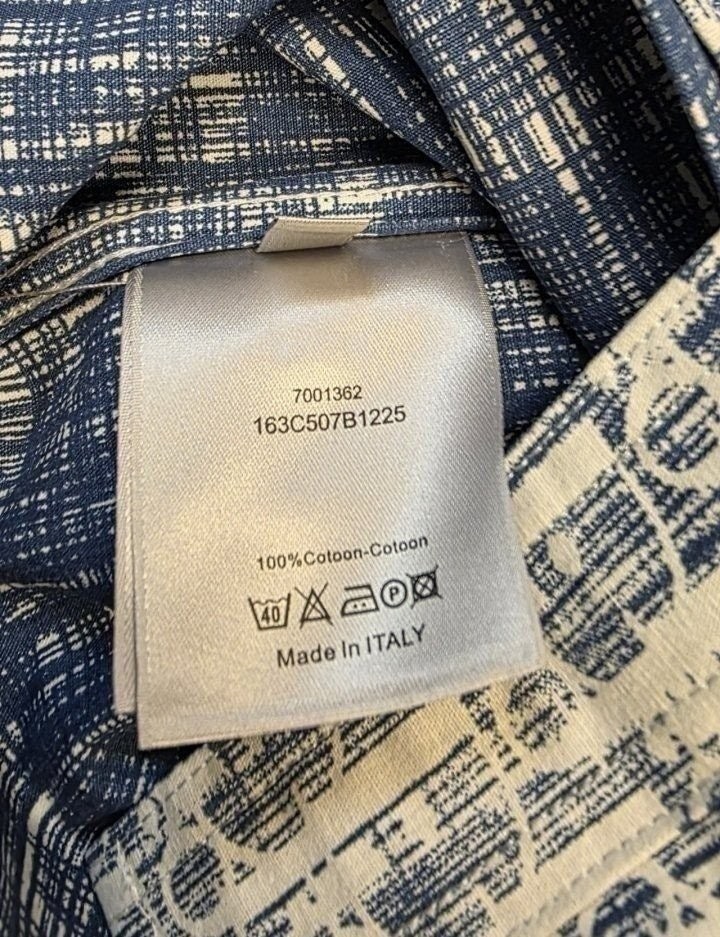 7001362
163C507B1225
100%Cotoon-Cotoon
40 P
Made In ITALY